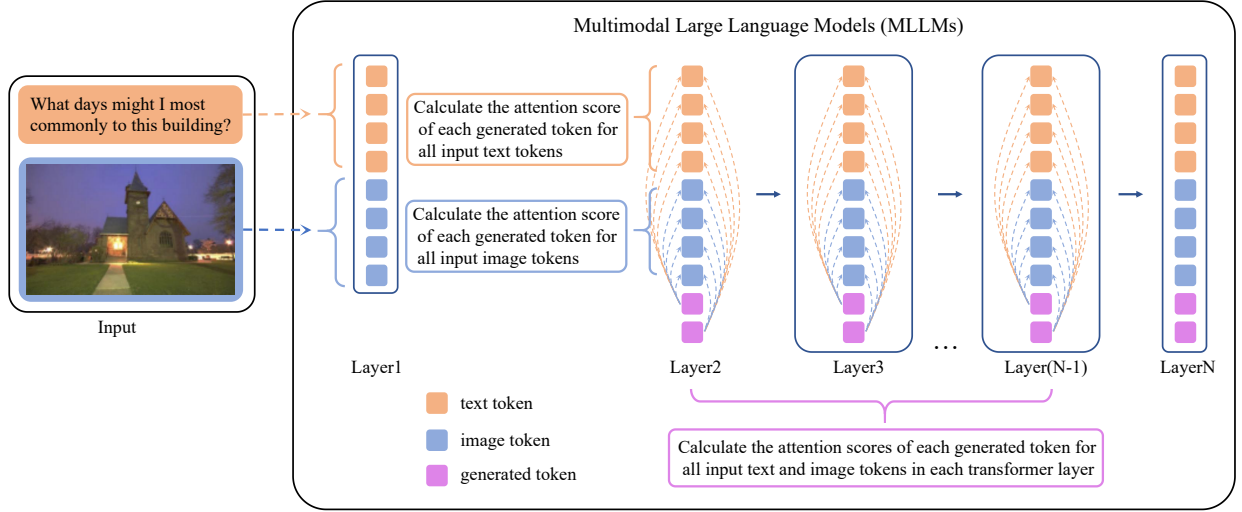 Multimodal Large Language Models (MLLMs)
What days might I most
commonly to this building?
Input
Calculate the attention score
of each generated token for
all input text tokens
Calculate the attention score
of each generated token for
all input image tokens
...
Layer1
Layer2
Layer3
Layer(N-1)
LayerN
text token
image token
generated token
Calculate the attention scores of each generated token for
all input text and image tokens in each transformer layer